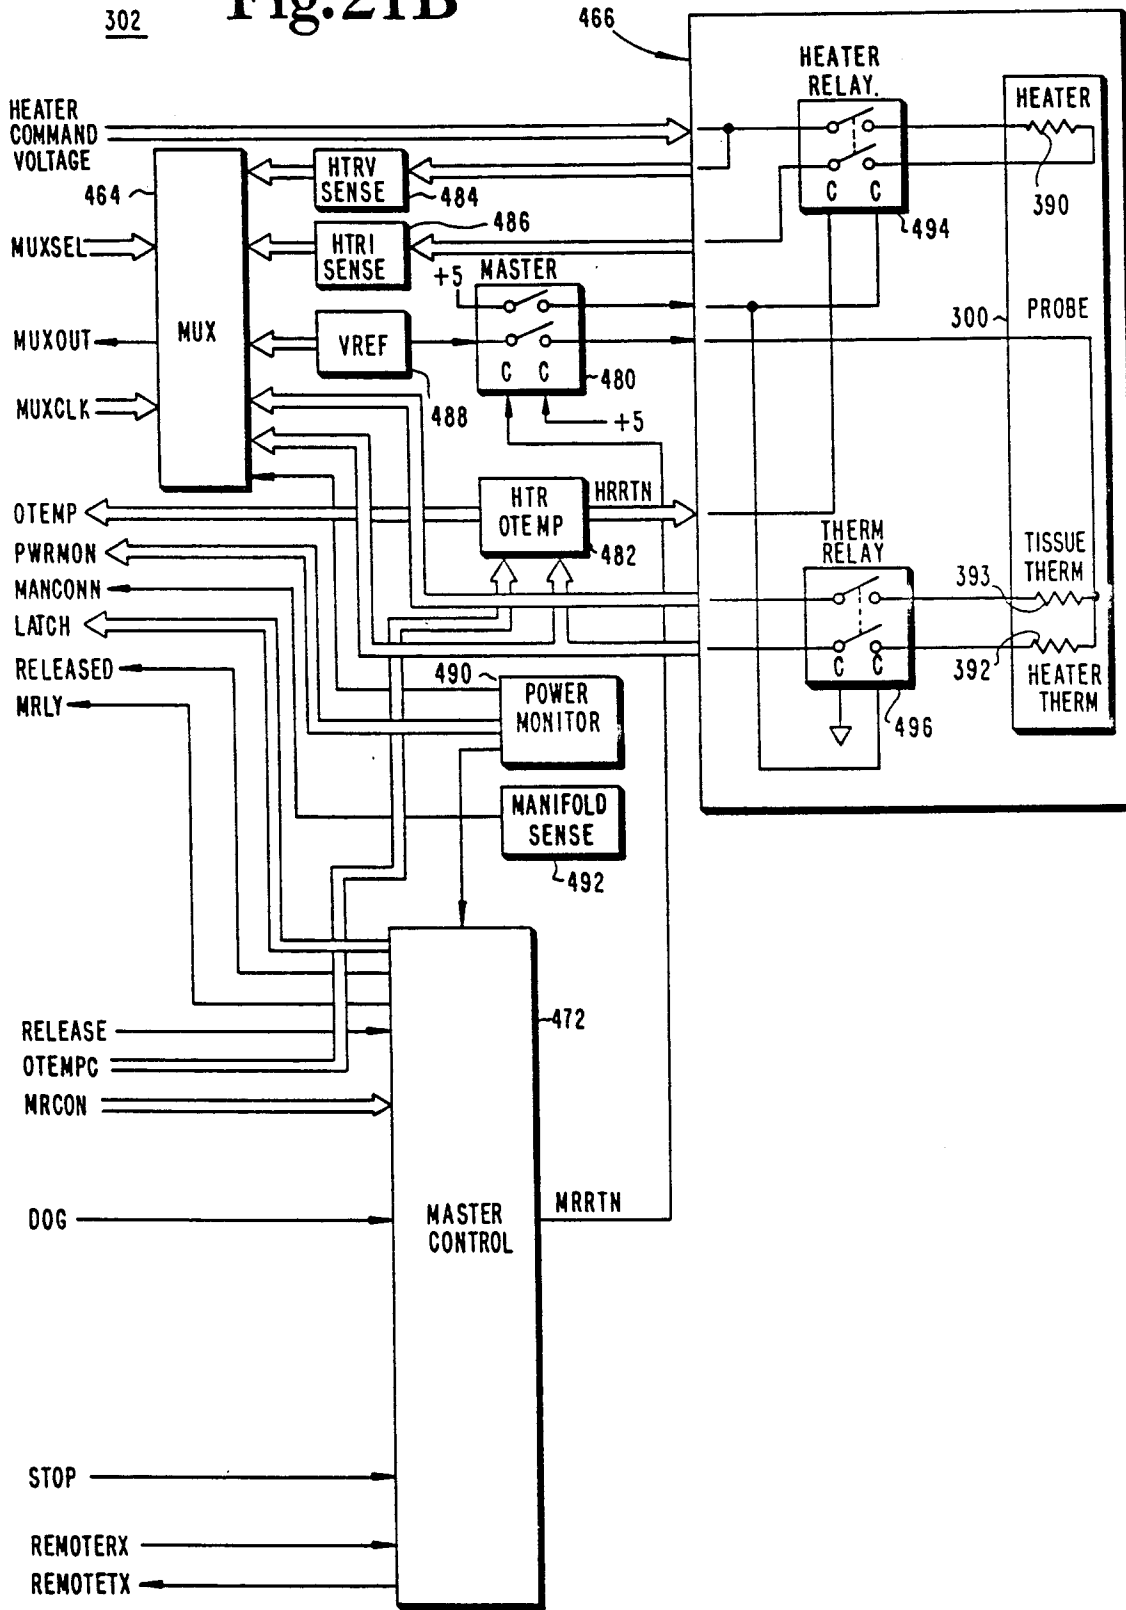 302
Fig.21B
466
HEATER
COMMAND
VOLTAGE
464
MUXSEL
MUXOUT
MUXCLK
MUX
HTRV
SENSE
484
HTRI
SENSE
486
+5
MASTER
VREF
488
C C
480
+5
HEATER
RELAY.
C C
494
HEATER
390
300
PROBE
OTEMP
PWRMON
MANCONN
LATCH
RELEASED
MRLY
HTR
OTEMP
HRRTN
482
THERM
RELAY
C C
496
393
TISSUE
THERM
392
HEATER
THERM
490
POWER
MONITOR
MANIFOLD
SENSE
492
RELEASE
OTEMPC
MRCON
DOG
STOP
REMOTERX
REMOTETX
472
MASTER
CONTROL
MRRTN